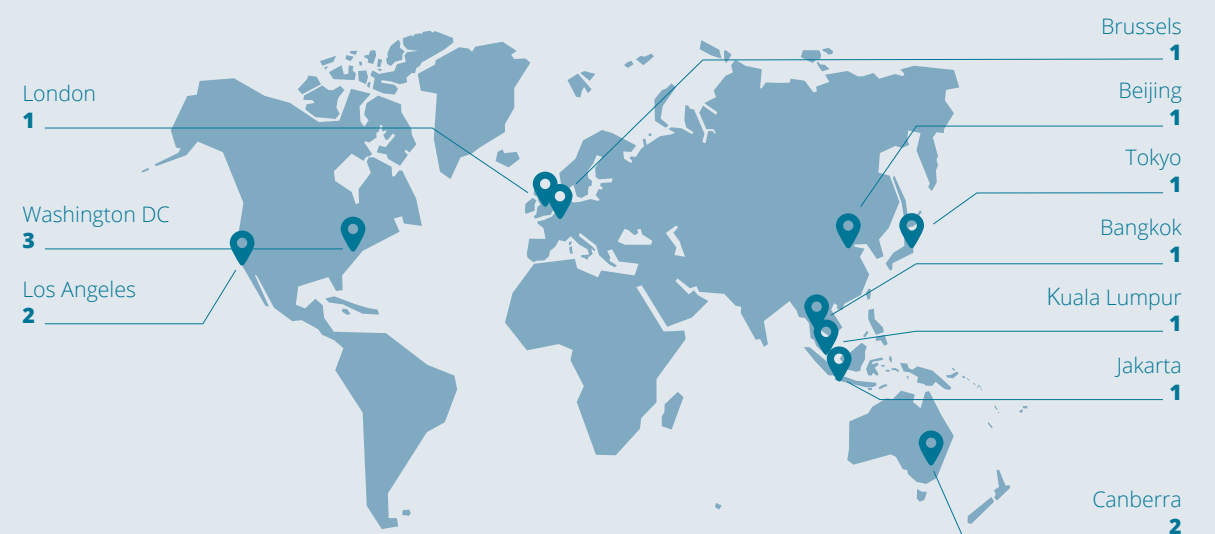 London
1
Washington DC
3
Los Angeles
2
Brussels
1
Beijing
1
Tokyo
1
Bangkok
1
Kuala Lumpur
1
Jakarta
1
Canberra
2